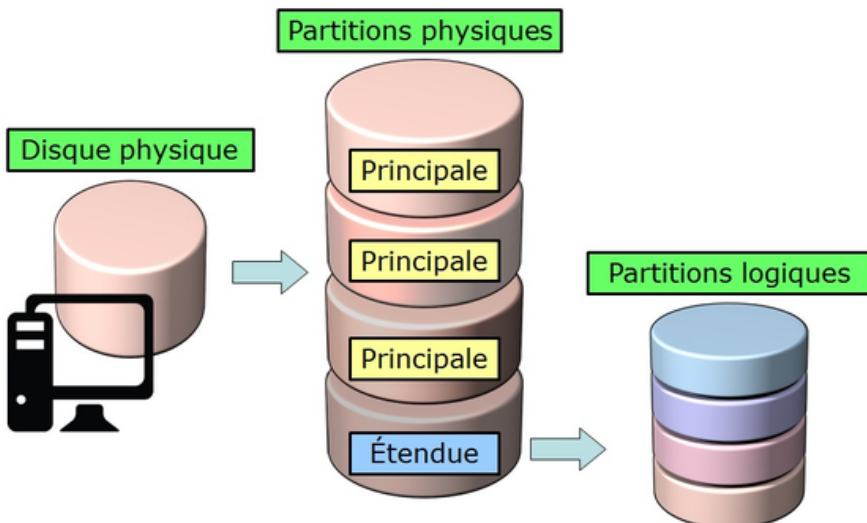 Partitions physiques
Disque physique
Principale
Principale
Partitions logiques
Principale
Étendue